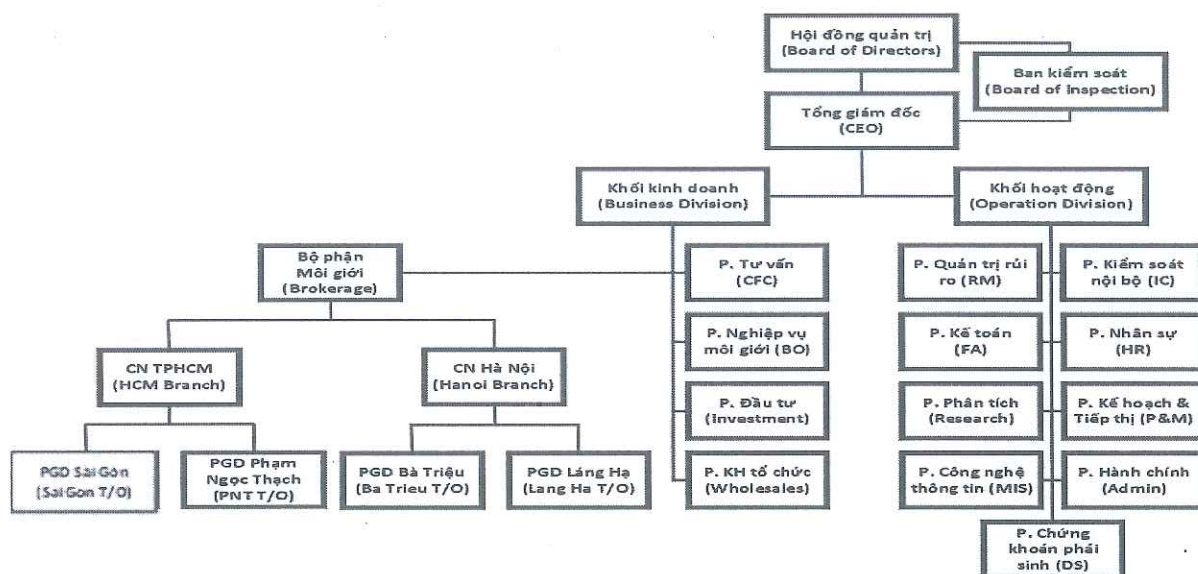 Hội đồng quản trị
(Board of Directors)
Ban kiểm soát
(Board of Inspection)
Tổng giám đốc
(CEO)
Khối kinh doanh
(Business Division)
Khối hoạt động
(Operation Division)
Bộ phận
Môi giới
(Brokerage)
P. Tư vấn
(CFC)
P. Quản trị rủi
ro (RM)
P. Kiểm soát
nội bộ (IC)
CN TPHCM
(HCM Branch)
CN Hà Nội
(Hanoi Branch)
P. Nghiệp vụ
môi giới (BO)
P. Kế toán
(FA)
P. Nhân sự
(HR)
P. Đầu tư
(Investment)
P. Phân tích
(Research)
P. Kế hoạch &
Tiếp thị (P&M)
PGD Sài Gòn
(Sai Gon T/O)
PGD Phạm
Ngọc Thạch
(PNT T/O)
PGD Bà Triệu
(Ba Trieu T/O)
PGD Láng Hạ
(Lang Ha T/O)
P. KH tổ chức
(Wholesales)
P. Công nghệ
thông tin (MIS)
P. Hành chính
(Admin)
P. Chứng
khoán phái
sinh (DS)